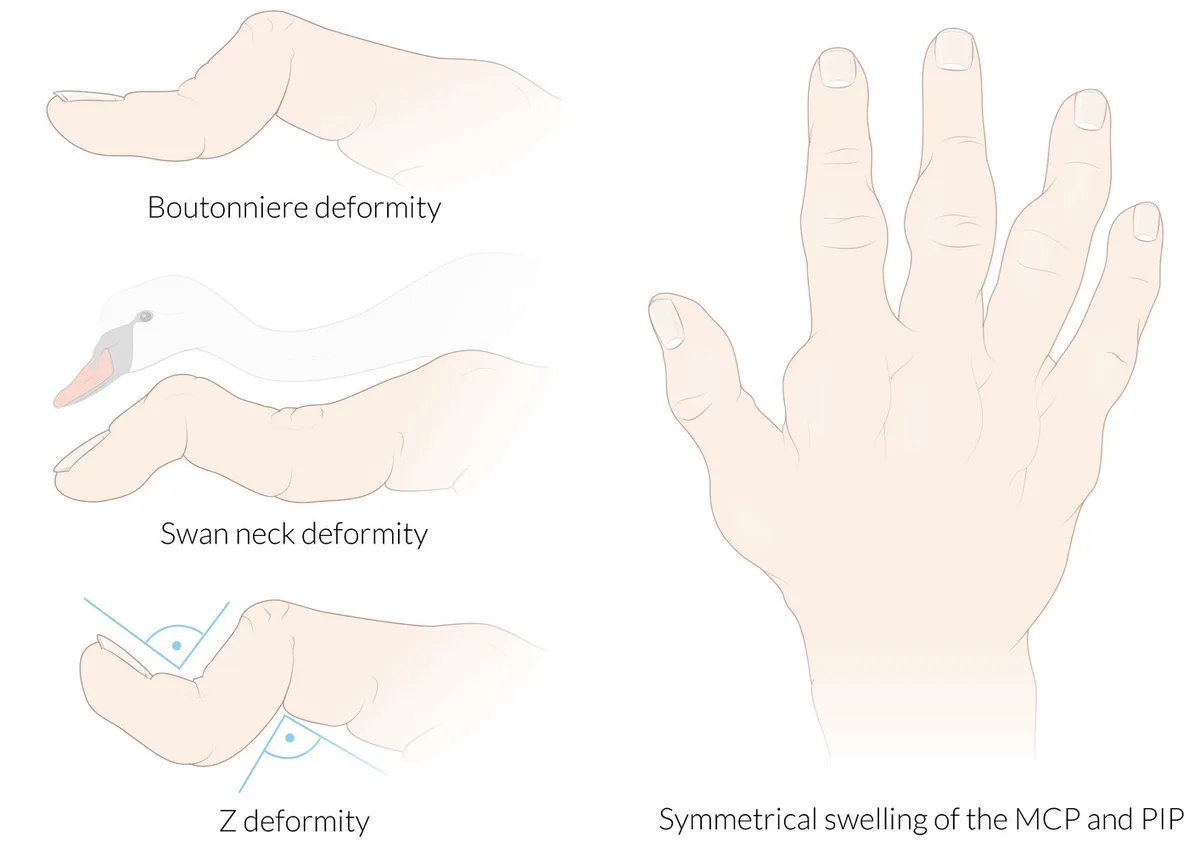 Boutonniere deformity
Swan neck deformity
Z deformity
Symmetrical swelling of the MCP and PIP